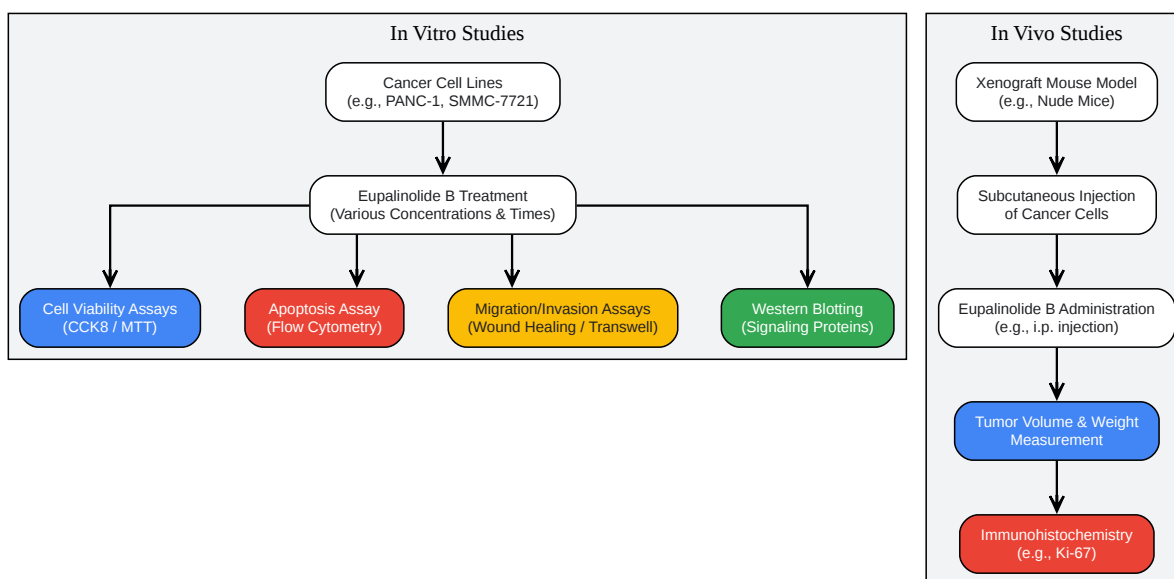 In Vitro Studies
Cancer Cell Lines
(e.g., PANC-1, SMMC-7721)
Eupalinolide B Treatment
(Various Concentrations & Times)
Cell Viability Assays
(CCK8 / MTT)
Apoptosis Assay
(Flow Cytometry)
Migration/Invasion Assays
(Wound Healing / Transwell)
Western Blotting
(Signaling Proteins)
In Vivo Studies
Xenograft Mouse Model
(e.g., Nude Mice)
Subcutaneous Injection
of Cancer Cells
Eupalinolide B Administration
(e.g., i.p. injection)
Tumor Volume & Weight
Measurement
Immunohistochemistry
(e.g., Ki-67)